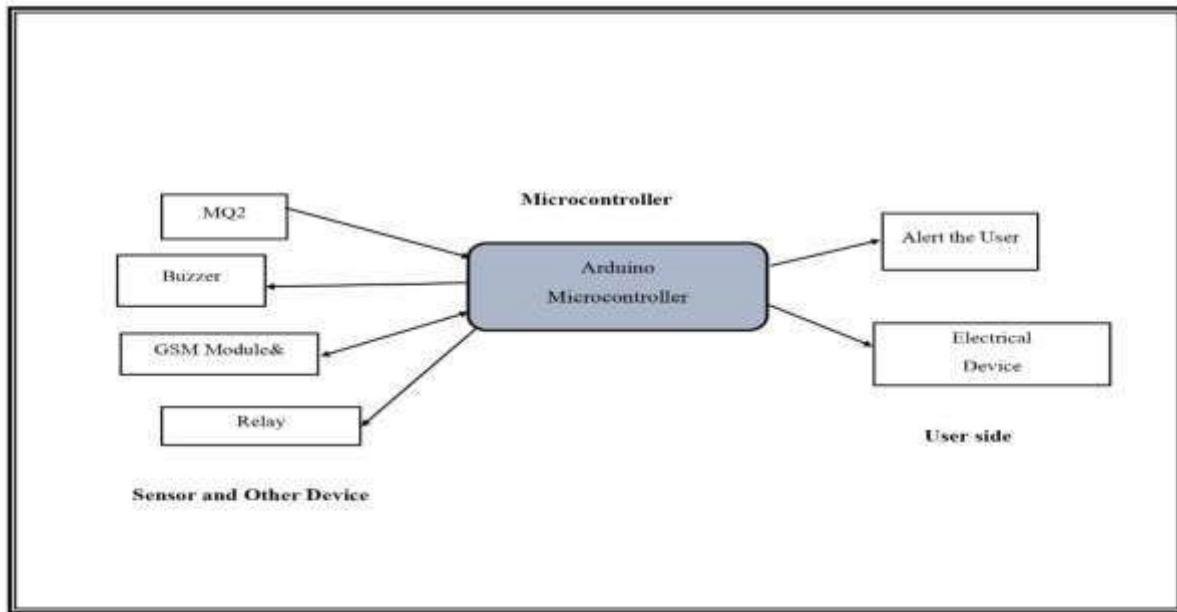 Microcontroller
MQ2
Buzzer
GSM Module&
Relay
Sensor and Other Device
Arduino
Microcontroller
Alert the User
Electrical
Device
User side